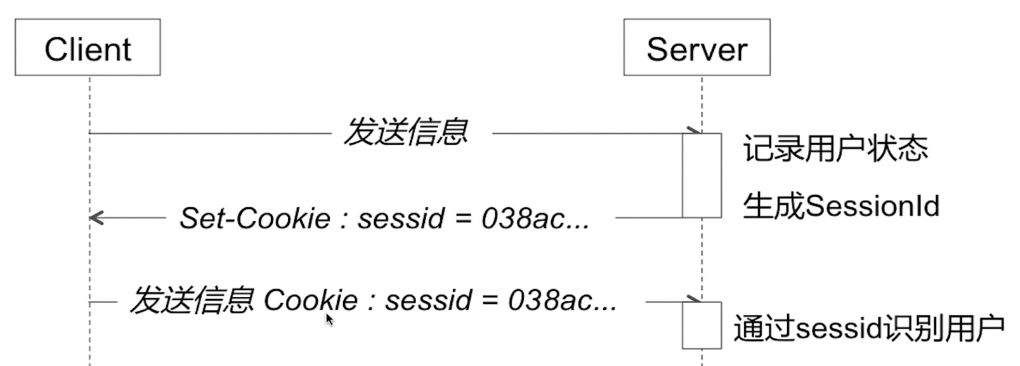 Client
Server
发送信息
记录用户状态
生成SessionId
Set-Cookie : sessid = 038ac...
发送信息 Cookie : sessid = 038ac...
通过sessid识别用户